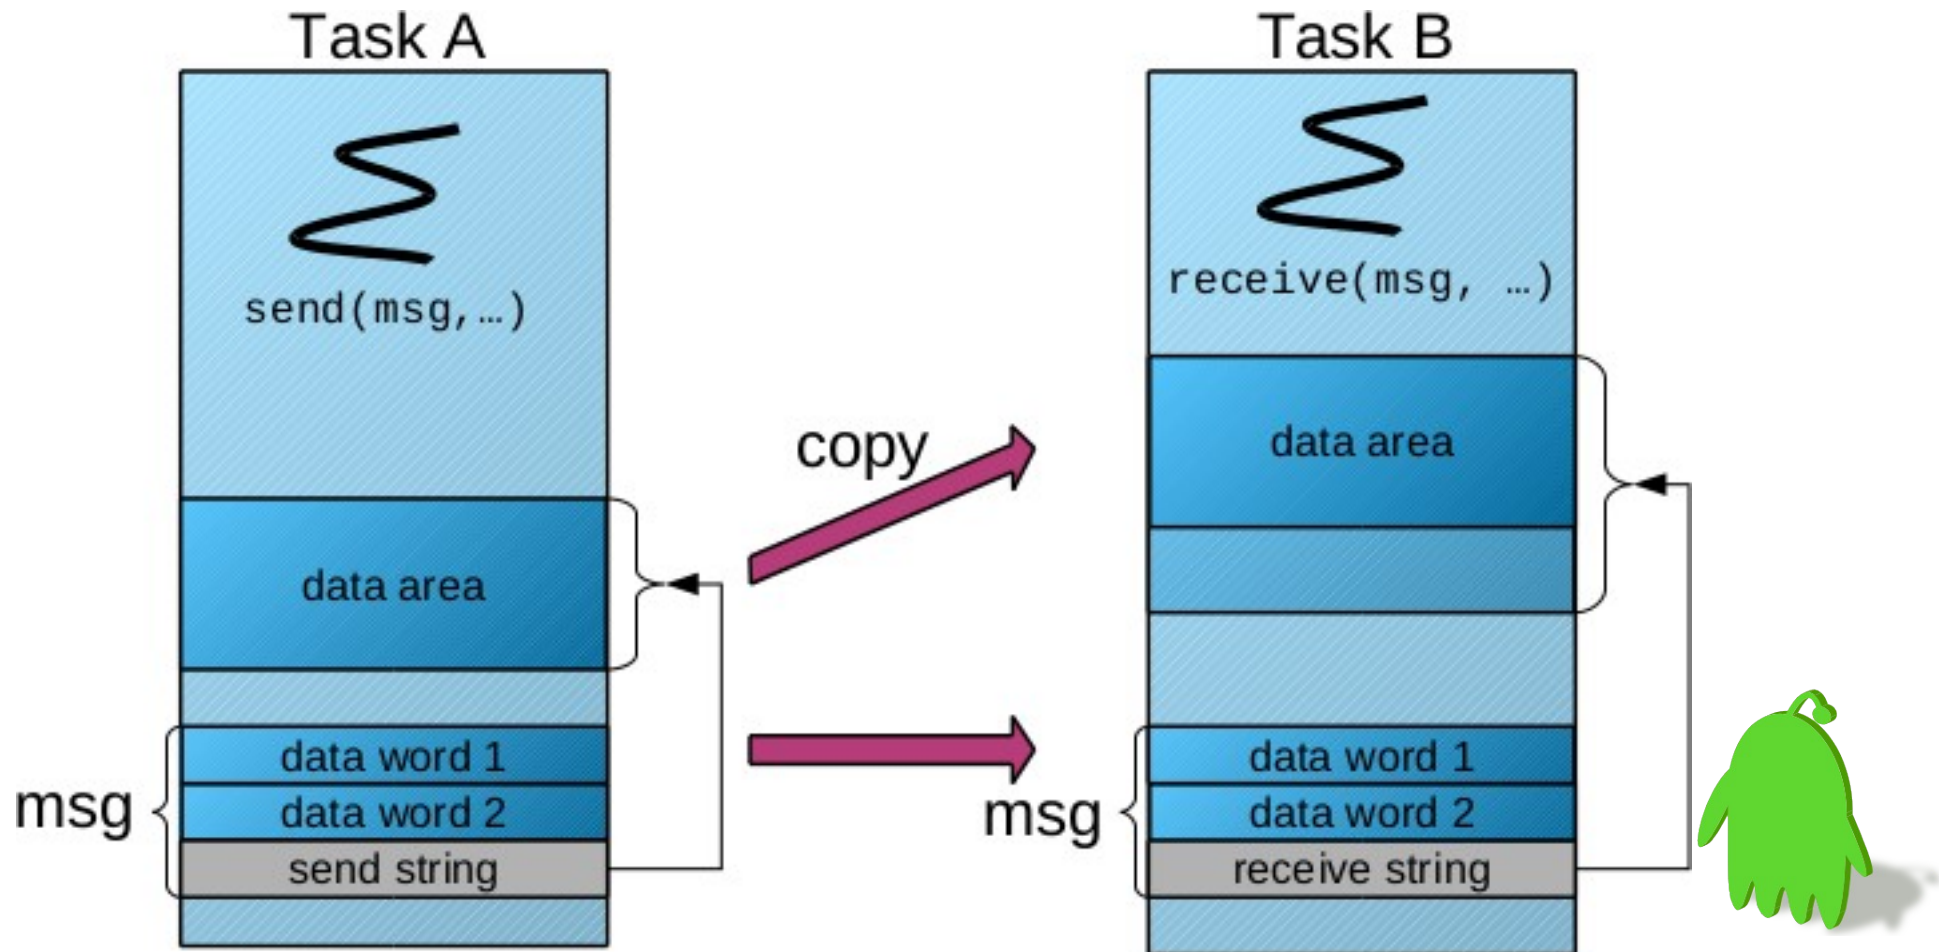 Task A
send(msg,…)
data area
msg
data word 1
data word 2
send string
copy
Task B
receive(msg, …)
data area
msg
data word 1
data word 2
receive string